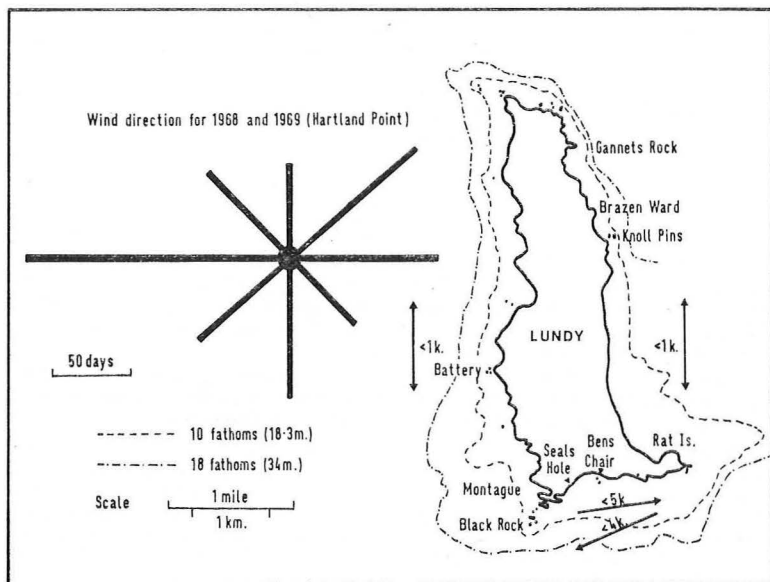 Wind direction for 1968 and 1969 (Hartland Point)
Gannets Rock
Brazen Ward
Knoll Pins
<1k.
LUNDY
<1k.
50 days
Battery
10 fathoms (18·3m.)
18 fathoms (34m.)
Seals
Hole
Bens
Chair
Rat Is.
Scale
1 mile
1 km.
Montague
Black Rock
<5k
<4k.